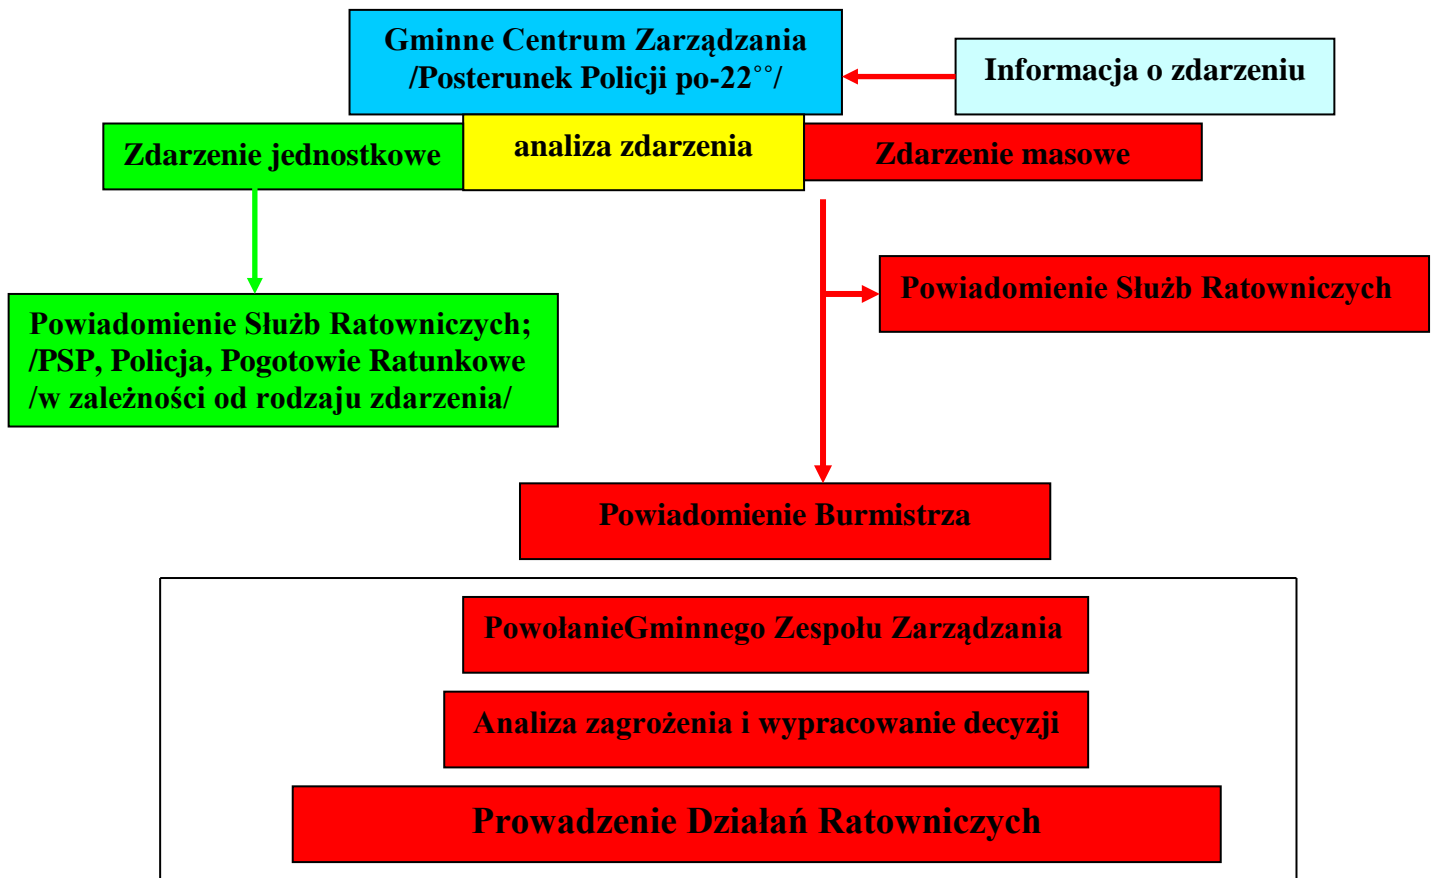 Gminne Centrum Zarządzania
/Posterunek Policji po-22˚˚/
Informacja o zdarzeniu
Zdarzenie jednostkowe
analiza zdarzenia
Zdarzenie masowe
Powiadomienie Służb Ratowniczych
Powiadomienie Służb Ratowniczych;
/PSP, Policja, Pogotowie Ratunkowe
/w zależności od rodzaju zdarzenia/
Powiadomienie Burmistrza
PowołanieGminnego Zespołu Zarządzania
Analiza zagrożenia i wypracowanie decyzji
Prowadzenie Działań Ratowniczych